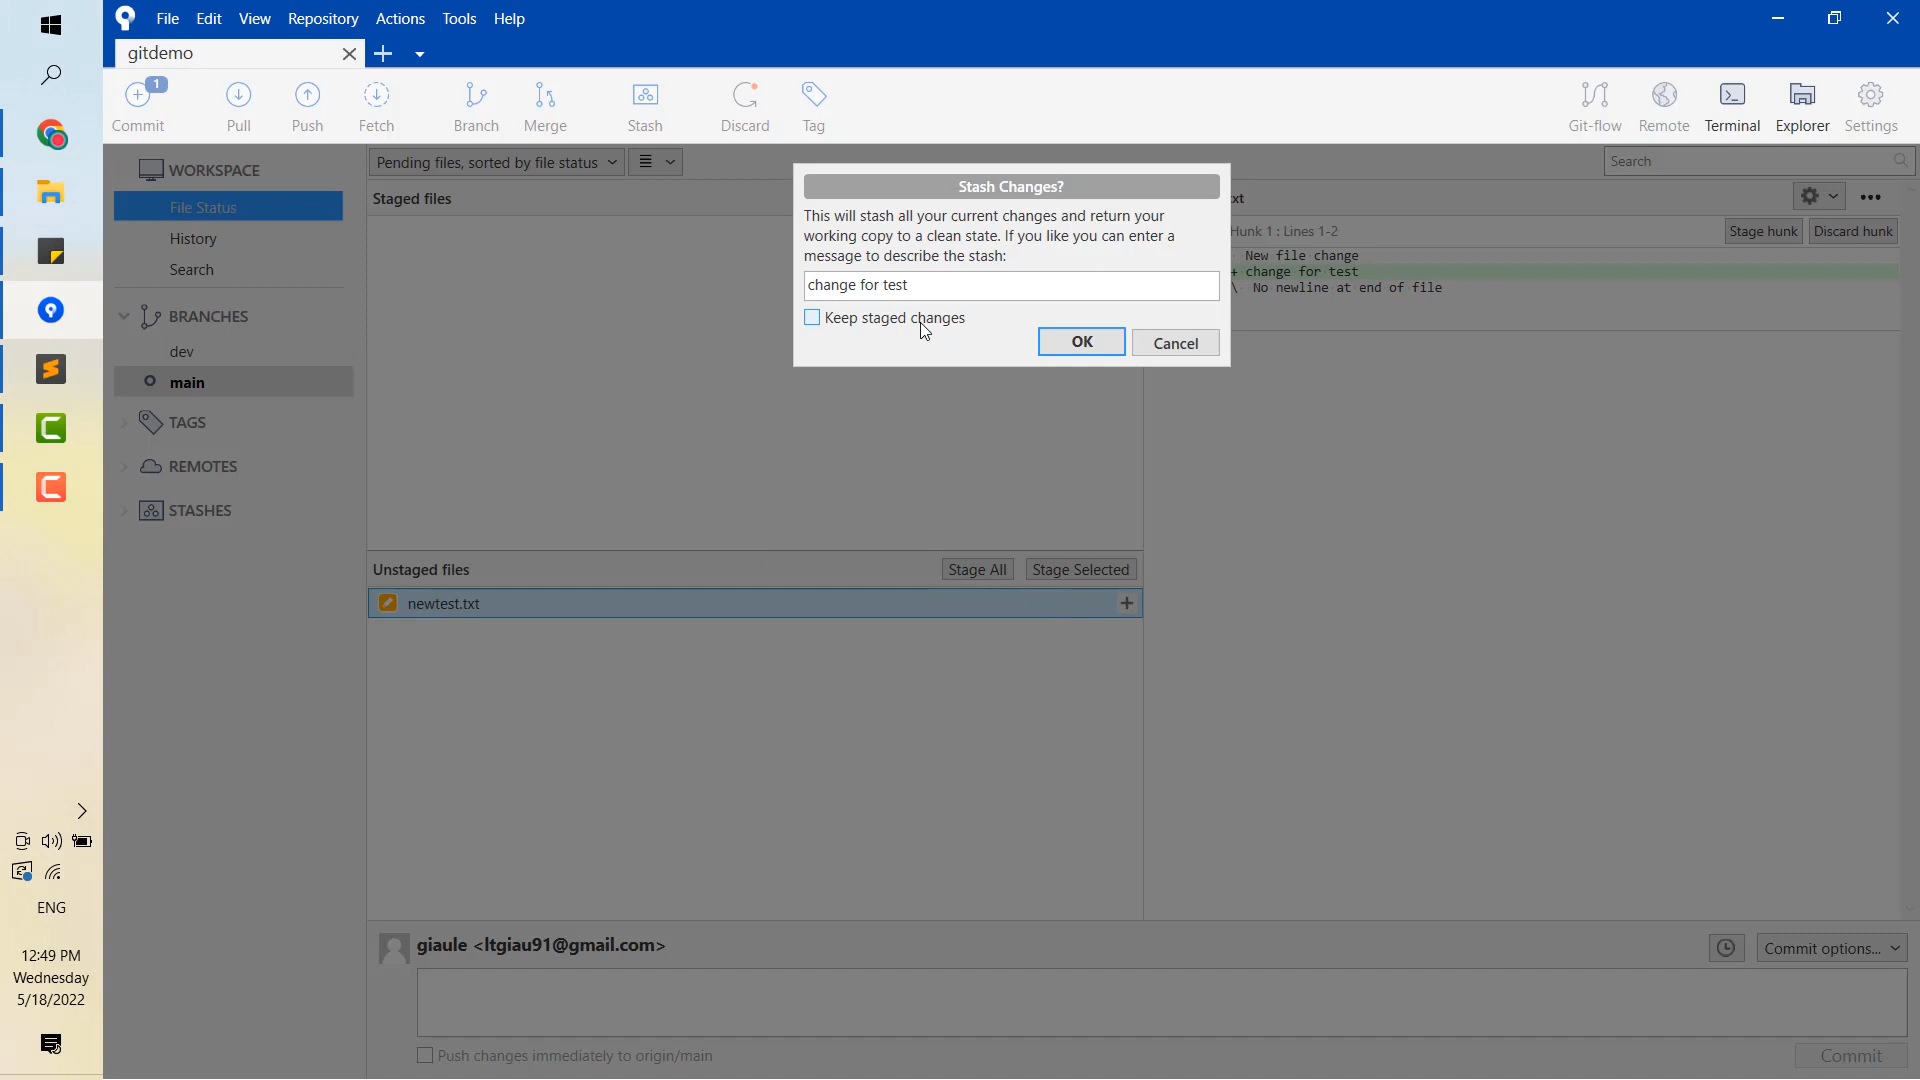 File Edit View Repository Actions Tools Help
gitdemo
1
Commit Pull Push Fetch Branch Merge Stash Discard Tag Git-flow Remote Terminal Explorer Settings
WORKSPACE
File Status
History
Search
BRANCHES
dev
main
TAGS
REMOTES
STASHES
Pending files, sorted by file status
Search
Staged files
Stash Changes?
This will stash all your current changes and return your
working copy to a clean state. If you like you can enter a
message to describe the stash:
change for test
Keep staged changes
OK Cancel
xt
Hunk 1 : Lines 1-2
Stage hunk Discard hunk
New file change
+ change for test
\ No newline at end of file
Unstaged files
Stage All Stage Selected
newtest.txt
giaule <ltgiau91@gmail.com>
Commit options...
Push changes immediately to origin/main
Commit
ENG
12:49 PM
Wednesday
5/18/2022